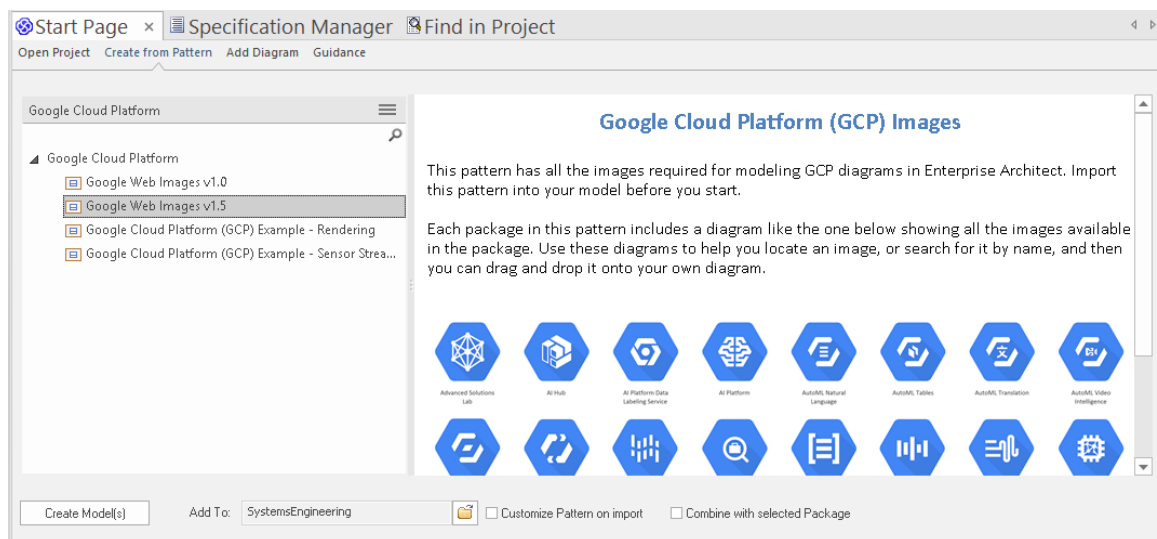 Start Page × Specification Manager Find in Project
Open Project Create from Pattern Add Diagram Guidance
Google Cloud Platform
Google Cloud Platform
Google Web Images v1.0
Google Web Images v1.5
Google Cloud Platform (GCP) Example - Rendering
Google Cloud Platform (GCP) Example - Sensor Strea...
Google Cloud Platform (GCP) Images
This pattern has all the images required for modeling GCP diagrams in Enterprise Architect. Import
this pattern into your model before you start.
Each package in this pattern includes a diagram like the one below showing all the images available
in the package. Use these diagrams to help you locate an image, or search for it by name, and then
you can drag and drop it onto your own diagram.
Advanced Solutions
Lab
AI Hub
AI Platform Data
Labeling Service
AI Platform
AutoML Natural
Language
AutoML Tables
AutoML Translation
AutoML Video
Intelligence
Create Model(s) Add To: SystemsEngineering Customize Pattern on import Combine with selected Package